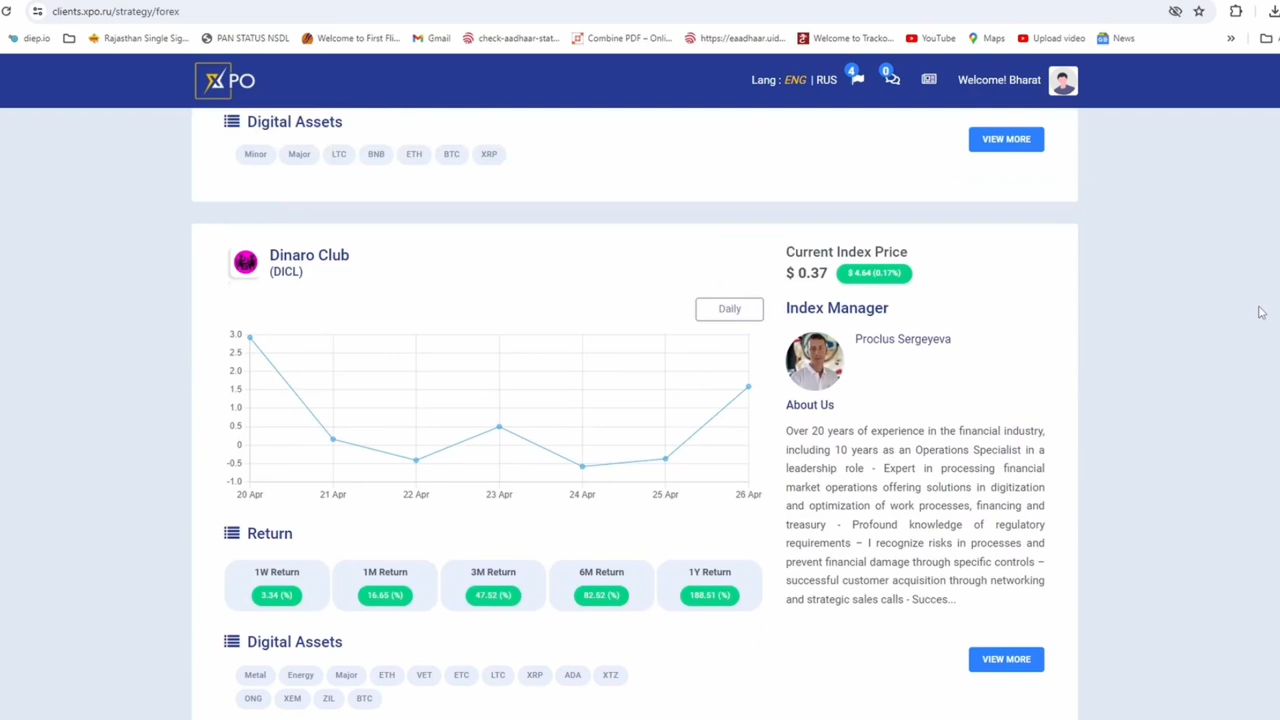 clients.xpo.ru/strategy/forex
diep.io
Rajasthan Single Sig...
PAN STATUS NSDL
Welcome to First Fli...
Gmail
check-aadhaar-stat...
Combine PDF – Onli...
https://eaadhaar.uid...
Welcome to Tracko...
YouTube
Maps
Upload video
News
»
XPO
Lang : ENG | RUS
4
0
Welcome! Bharat
Digital Assets
VIEW MORE
Minor Major LTC BNB ETH BTC XRP
Dinaro Club
(DICL)
Daily
3.0
2.5
2.0
1.5
1.0
0.5
0
-0.5
-1.0
20 Apr 21 Apr 22 Apr 23 Apr 24 Apr 25 Apr 26 Apr
Return
1W Return 1M Return 3M Return 6M Return 1Y Return
3.34 (%) 16.65 (%) 47.52 (%) 82.52 (%) 188.51 (%)
Digital Assets
Metal Energy Major ETH VET ETC LTC XRP ADA XTZ
ONG XEM ZIL BTC
Current Index Price
$ 0.37 $ 4.64 (0.17%)
Index Manager
Proclus Sergeyeva
About Us
Over 20 years of experience in the financial industry,
including 10 years as an Operations Specialist in a
leadership role - Expert in processing financial
market operations offering solutions in digitization
and optimization of work processes, financing and
treasury - Profound knowledge of regulatory
requirements – I recognize risks in processes and
prevent financial damage through specific controls –
successful customer acquisition through networking
and strategic sales calls - Succes...
VIEW MORE